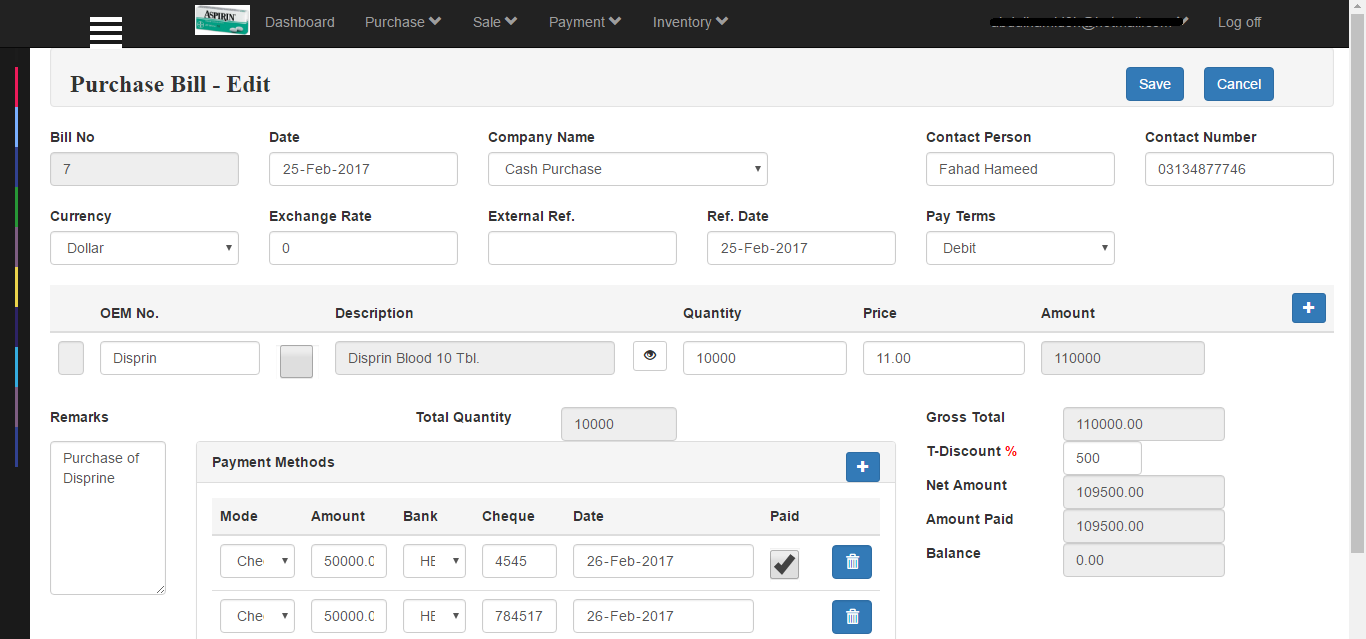 ASPIRIN Dashboard Purchase Sale Payment Inventory Log off
Purchase Bill - Edit Save Cancel
Bill No Date Company Name Contact Person Contact Number
7 25-Feb-2017 Cash Purchase Fahad Hameed 03134877746
Currency Exchange Rate External Ref. Ref. Date Pay Terms
Dollar 0 25-Feb-2017 Debit
OEM No. Description Quantity Price Amount +
Disprin Disprin Blood 10 Tbl. 10000 11.00 110000
Remarks Total Quantity 10000 Gross Total 110000.00
Purchase of
Disprine
T-Discount % 500
Payment Methods +
Net Amount 109500.00
Mode Amount Bank Cheque Date Paid
Amount Paid 109500.00
Balance 0.00
Che 50000.0 HE 4545 26-Feb-2017
Che 50000.0 HE 784517 26-Feb-2017